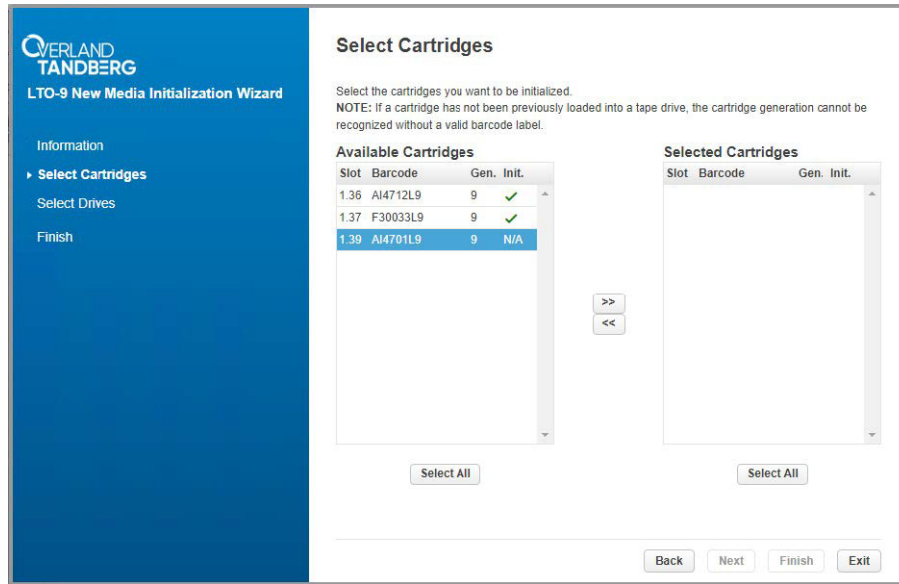 OVERLAND
TANDBERG
LTO-9 New Media Initialization Wizard
Information
Select Cartridges
Select Drives
Finish
Select Cartridges
Select the cartridges you want to be initialized.
NOTE: If a cartridge has not been previously loaded into a tape drive, the cartridge generation cannot be
recognized without a valid barcode label.
Available Cartridges
Slot Barcode Gen. Init.
1.36 AI4712L9 9 ✓
1.37 F30033L9 9 ✓
1.39 AI4701L9 9 N/A
Select All
>>
<<
Selected Cartridges
Slot Barcode Gen. Init.
Select All
Back Next Finish Exit